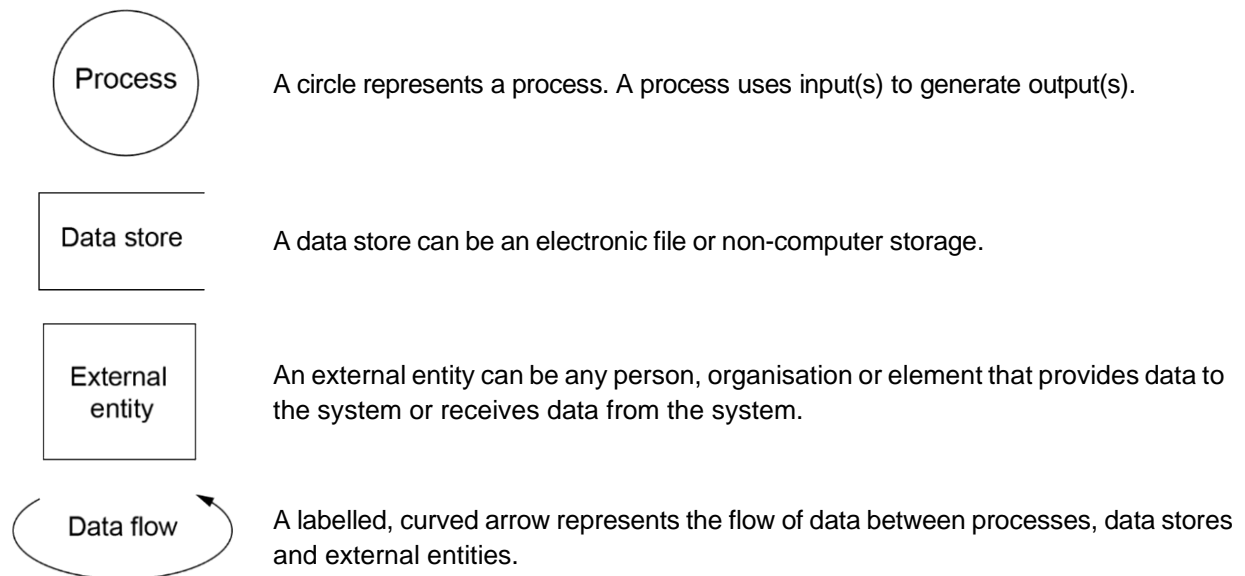 Process
A circle represents a process. A process uses input(s) to generate output(s).
Data store
A data store can be an electronic file or non-computer storage.
External
entity
An external entity can be any person, organisation or element that provides data to
the system or receives data from the system.
Data flow
A labelled, curved arrow represents the flow of data between processes, data stores
and external entities.